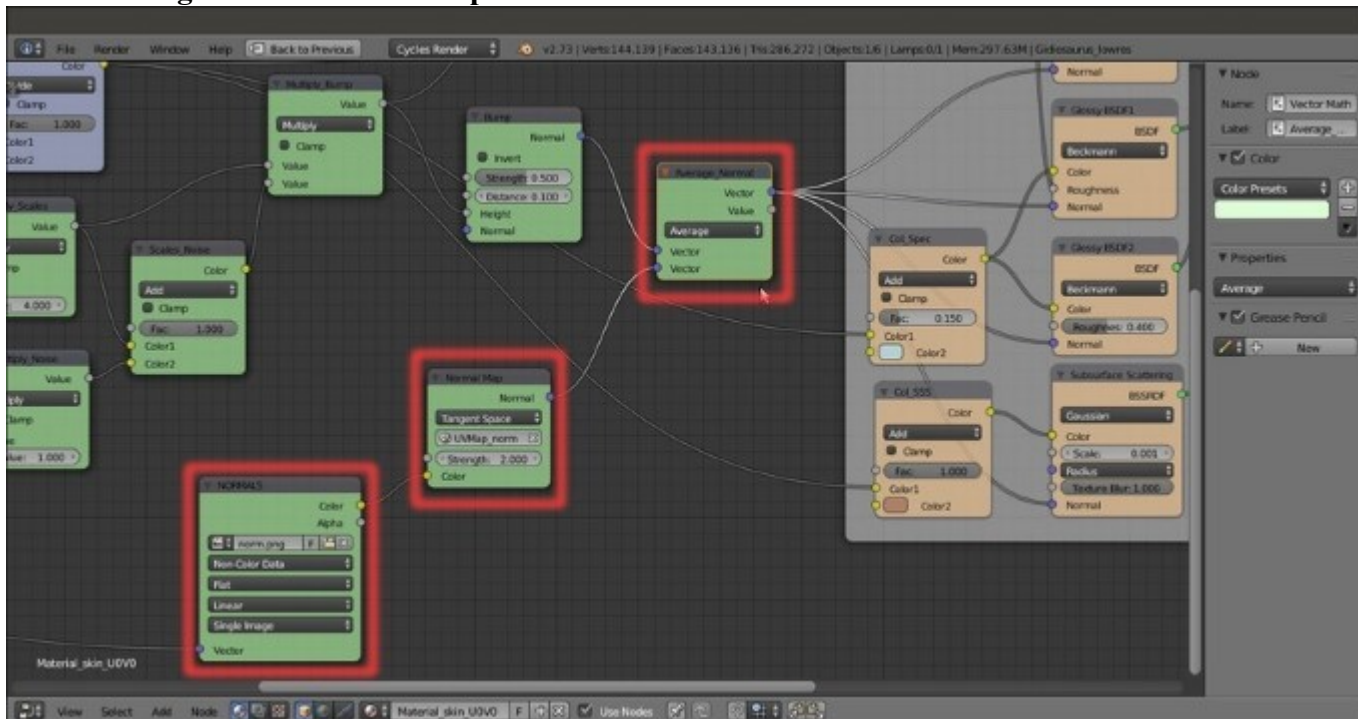 File Render Window Help Back to Previous Cycles Render v2.73 | Verts:144,139 | Faces:143,136 | Tris:286,272 | Objects:1/6 | Lamps:0/1 | Mem:297.63M | Gidiosaurus_lowres
Color
Clamp
Fac: 1.000
Color1
Color2
Multiply_Bump
Value
Multiply
Clamp
Value
Value
Bump
Normal
Invert
Strength: 0.500
Distance: 0.100
Height
Normal
Average_Normal
Vector
Value
Average
Vector
Vector
Normal
Glossy BSDF1
BSDF
Beckmann
Color
Roughness
Normal
Value
4.000
Scales_Noise
Color
Add
Clamp
Fac: 1.000
Color1
Color2
Col_Spec
Color
Add
Clamp
Fac: 0.150
Color1
Color2
Glossy BSDF2
BSDF
Beckmann
Color
Roughness: 0.400
Normal
Value
Clamp
1.000
Normal Map
Normal
Tangent Space
UVMap_norm
Strength: 2.000
Color
Col_SSS
Color
Add
Clamp
Fac: 1.000
Color1
Color2
Subsurface Scattering
BSSRDF
Gaussian
Color
Scale: 0.001
Radius
Texture Blur: 1.000
Normal
NORMALS
Color
Alpha
norm.png F
Non-Color Data
Flat
Linear
Single Image
Vector
Material_skin_U0V0
Node
Name: Vector Math
Label: Average_...
Color
Color Presets
Properties
Average
Grease Pencil
New
View Select Add Node Material_skin_U0V0 F Use Nodes